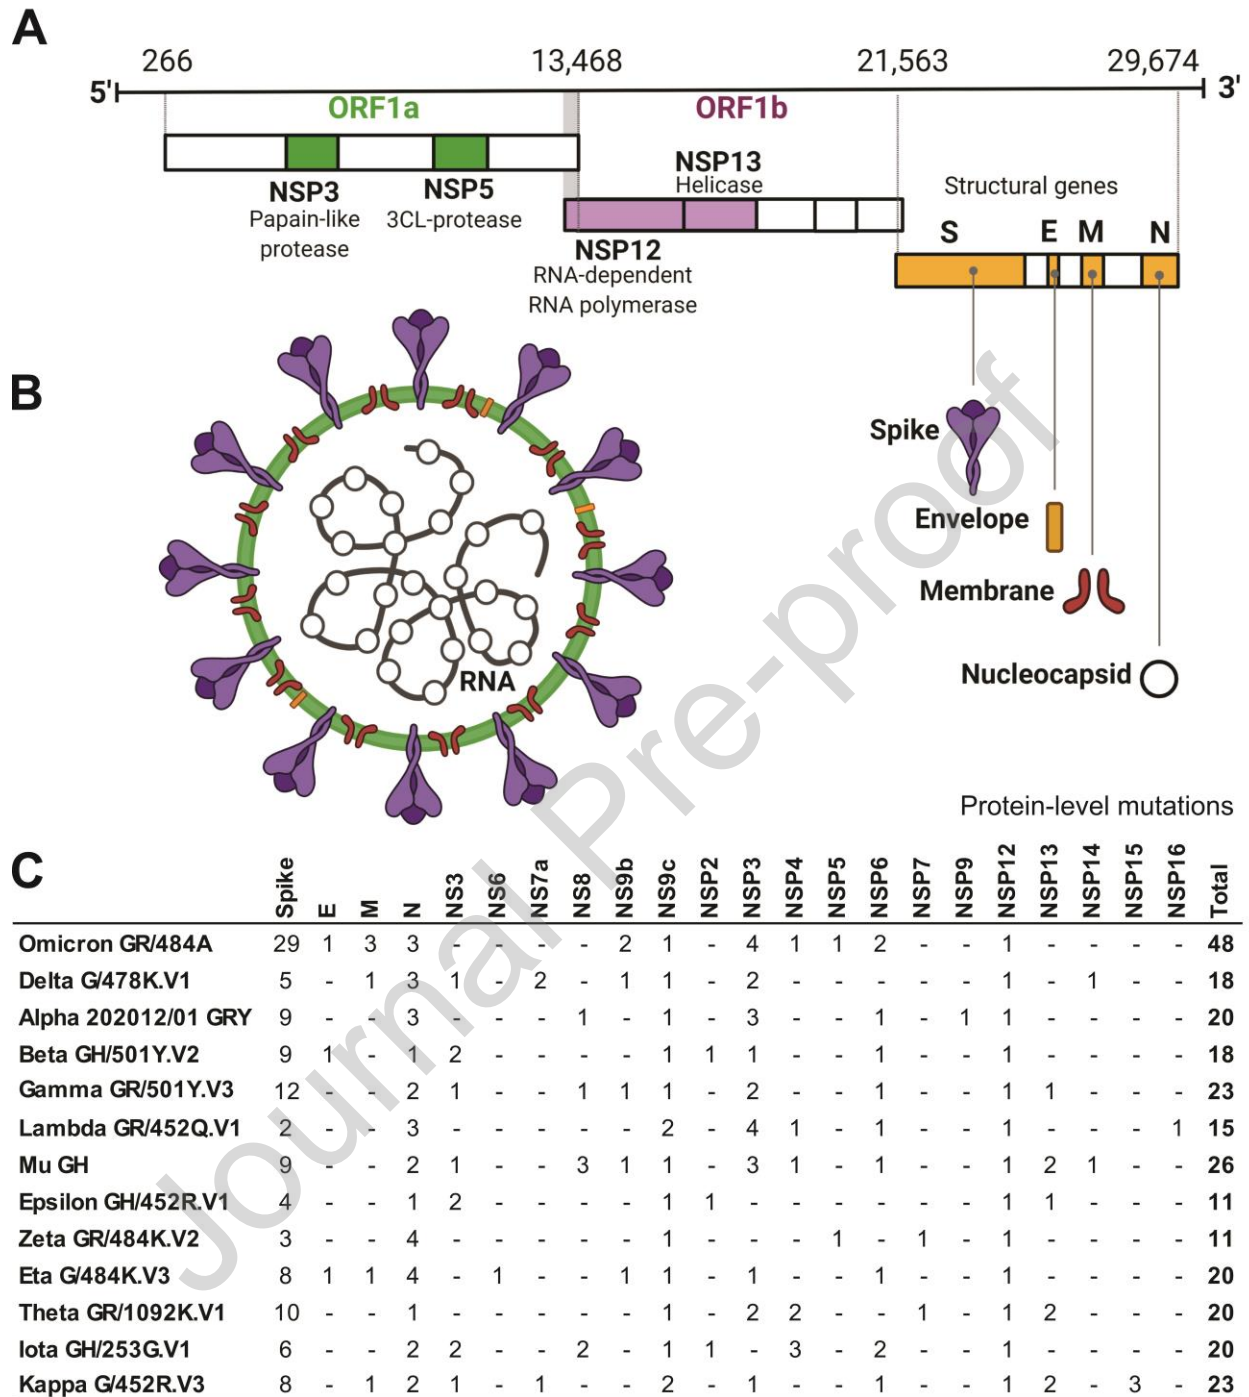 A
266 13,468 21,563 29,674
5' 3'
ORF1a ORF1b
NSP3
Papain-like
protease
NSP5
3CL-protease
NSP13
Helicase
NSP12
RNA-dependent
RNA polymerase
Structural genes
S E M N
B
Spike
Envelope
Membrane
Nucleocapsid
RNA
Journal Pre-proof
Protein-level mutations
C
Spike E M N NS3 NS6 NS7a NS8 NS9b NS9c NSP2 NSP3 NSP4 NSP5 NSP6 NSP7 NSP9 NSP12 NSP13 NSP14 NSP15 NSP16 Total
Omicron GR/484A 29 1 3 3 - - - - 2 1 - 4 1 1 2 - - 1 - - - - 48
Delta G/478K.V1 5 - 1 3 1 - 2 - 1 1 - 2 - - - - - 1 - 1 - - 18
Alpha 202012/01 GRY 9 - - 3 - - - 1 - 1 - 3 - - 1 - 1 1 - - - - 20
Beta GH/501Y.V2 9 1 - 1 2 - - - - 1 1 1 - - 1 - - 1 - - - - 18
Gamma GR/501Y.V3 12 - - 2 1 - - 1 1 1 - 2 - - 1 - - 1 1 - - - 23
Lambda GR/452Q.V1 2 - - 3 - - - - - 2 - 4 1 - 1 - - 1 - - - 1 15
Mu GH 9 - - 2 1 - - 3 1 1 - 3 1 - 1 - - 1 2 1 - - 26
Epsilon GH/452R.V1 4 - - 1 2 - - - - 1 1 - - - - - - 1 1 - - - 11
Zeta GR/484K.V2 3 - - 4 - - - - - 1 - - - 1 - 1 - 1 - - - - 11
Eta G/484K.V3 8 1 1 4 - 1 - - 1 1 - 1 - - 1 - - 1 - - - - 20
Theta GR/1092K.V1 10 - - 1 - - - - - 1 - 2 2 - - 1 - 1 2 - - - 20
Iota GH/253G.V1 6 - - 2 2 - - 2 - 1 1 - 3 - 2 - - 1 - - - - 20
Kappa G/452R.V3 8 - 1 2 1 - 1 - - 2 - 1 - - 1 - - 1 2 - 3 - 23